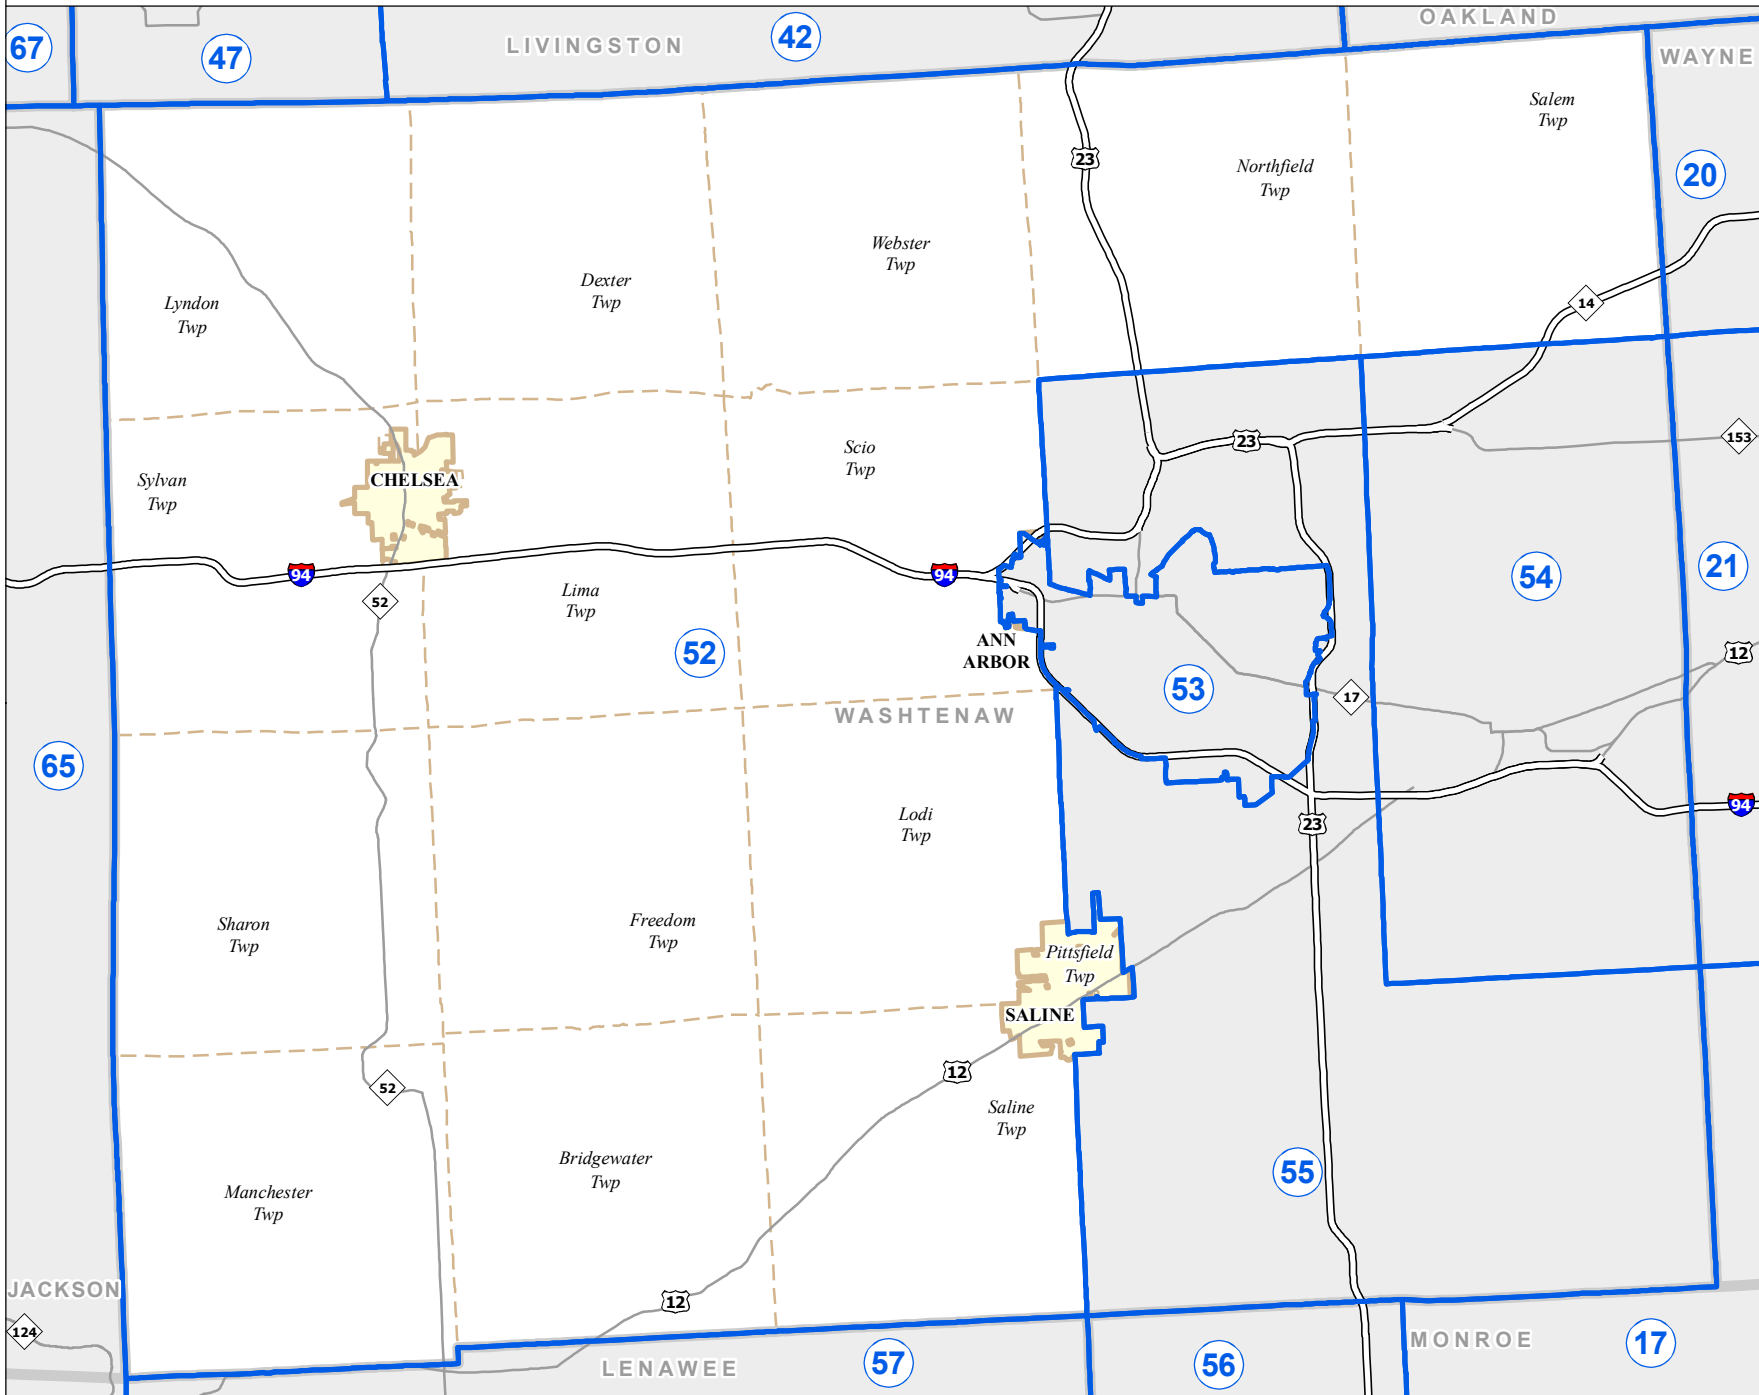 OAKLAND
67
47
LIVINGSTON
42
WAYNE
Salem
Twp
23
Northfield
Twp
20
Webster
Twp
Dexter
Twp
Lyndon
Twp
14
23
153
Scio
Twp
Sylvan
Twp
CHELSEA
94
94
54
21
52
Lima
Twp
ANN
ARBOR
52
12
53
17
WASHTENAW
65
94
Lodi
Twp
23
Sharon
Twp
Freedom
Twp
Pittsfield
Twp
SALINE
12
52
Saline
Twp
Bridgewater
Twp
55
Manchester
Twp
JACKSON
12
124
MONROE
17
LENAWEE
57
56